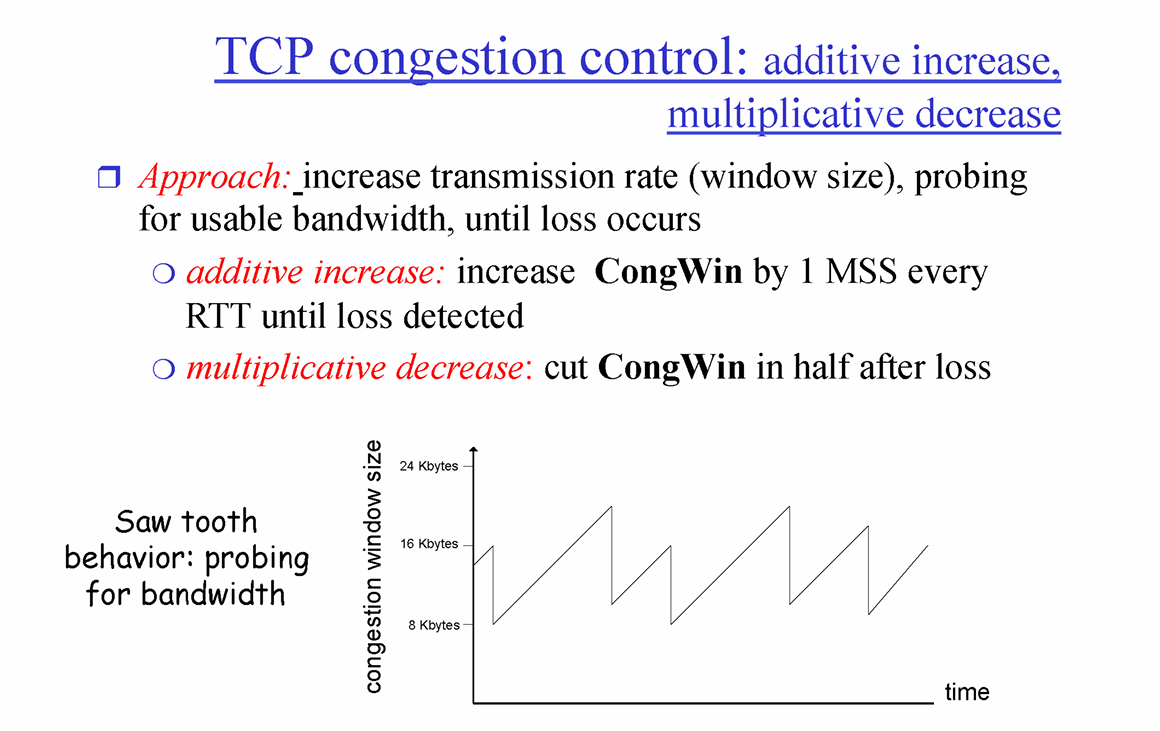 TCP congestion control: additive increase,
multiplicative decrease
Approach: increase transmission rate (window size), probing
for usable bandwidth, until loss occurs
additive increase: increase CongWin by 1 MSS every
RTT until loss detected
multiplicative decrease: cut CongWin in half after loss
Saw tooth
behavior: probing
for bandwidth
congestion window size
24 Kbytes
16 Kbytes
8 Kbytes
time